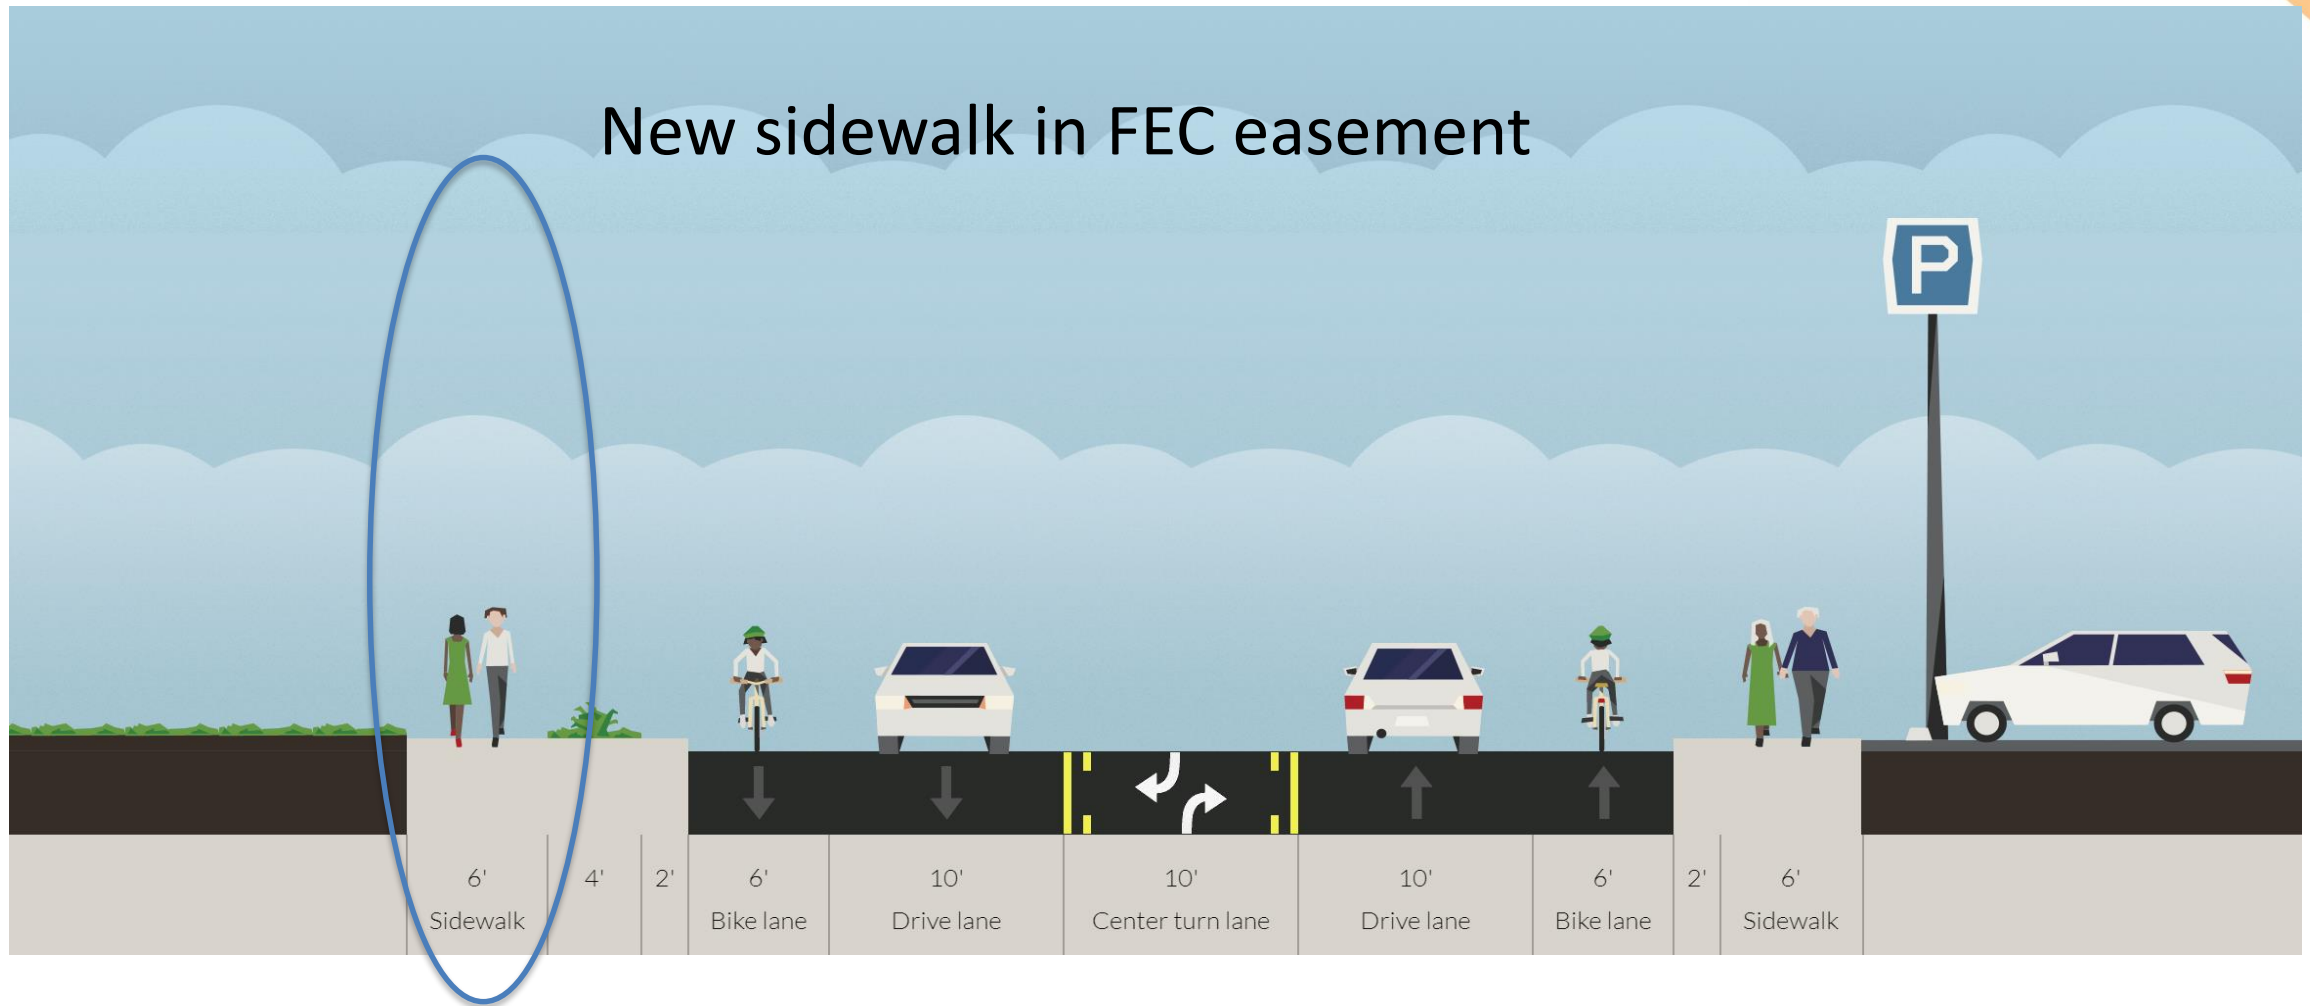 New sidewalk in FEC easement
P
6' 4' 2' 6' 10' 10' 10' 6' 2' 6'
Sidewalk Bike lane Drive lane Center turn lane Drive lane Bike lane Sidewalk